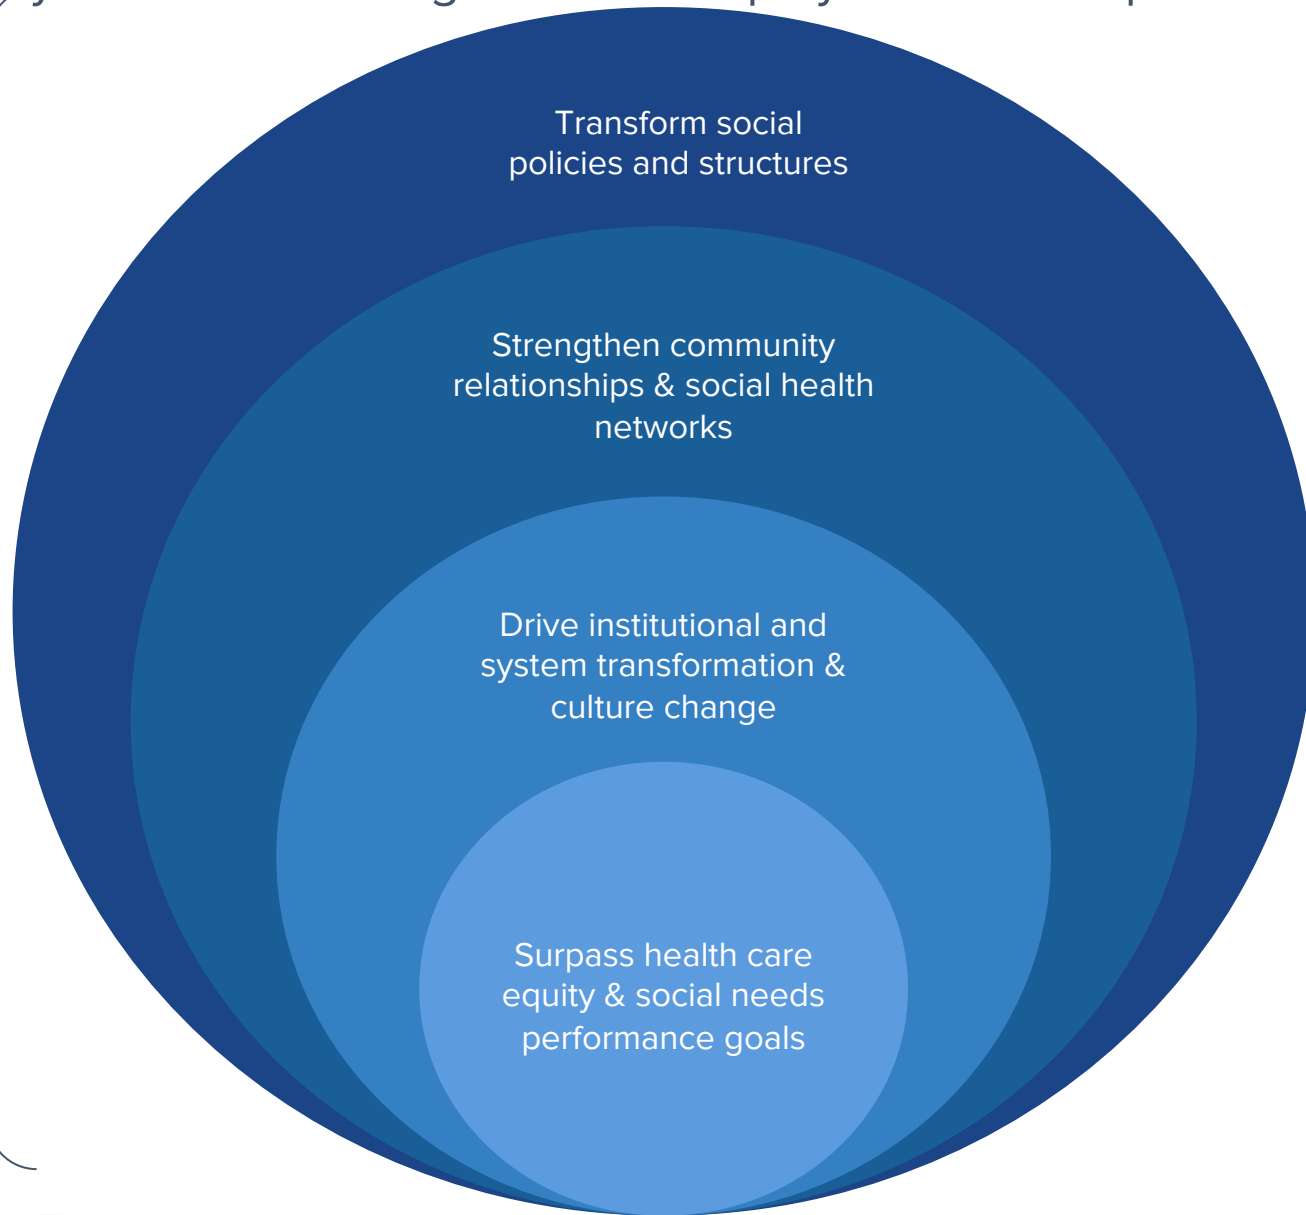 Transform social
policies and structures
Strengthen community
relationships & social health
networks
Drive institutional and
system transformation &
culture change
Surpass health care
equity & social needs
performance goals